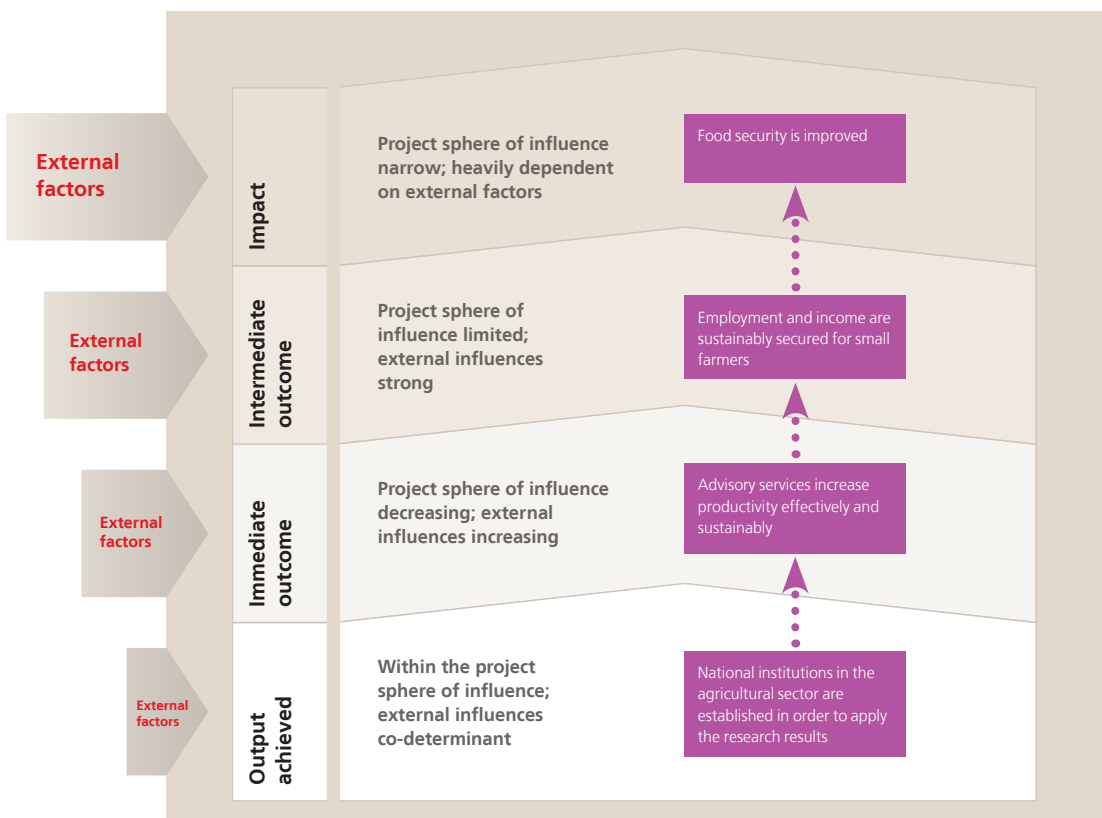 External
factors
Impact
Project sphere of influence
narrow; heavily dependent
on external factors
Food security is improved
External
factors
Intermediate
outcome
Project sphere of
influence limited;
external influences
strong
Employment and income are
sustainably secured for small
farmers
External
factors
Immediate
outcome
Project sphere of influence
decreasing; external
influences increasing
Advisory services increase
productivity effectively and
sustainably
External
factors
Output
achieved
Within the project
sphere of influence;
external influences
co-determinant
National institutions in the
agricultural sector are
established in order to apply
the research results